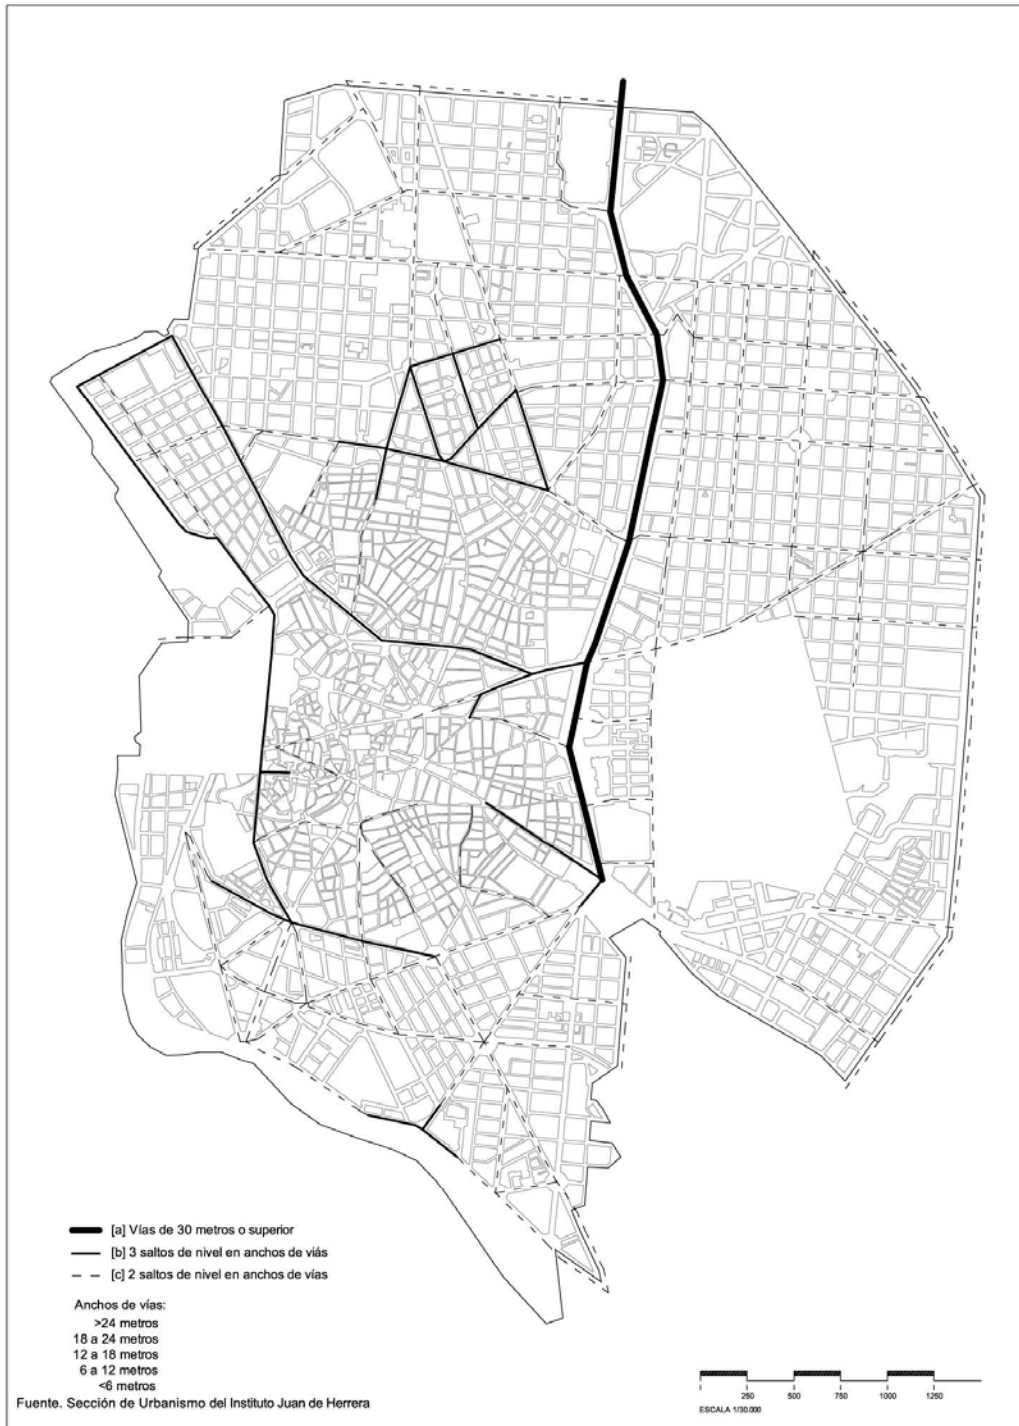 [a] Vías de 30 metros o superior
[b] 3 saltos de nivel en anchos de viás
[c] 2 saltos de nivel en anchos de vías
Anchos de vías:
>24 metros
18 a 24 metros
12 a 18 metros
6 a 12 metros
<6 metros
Fuente. Sección de Urbanismo del Instituto Juan de Herrera
250 500 750 1000 1250
ESCALA 1/30.000